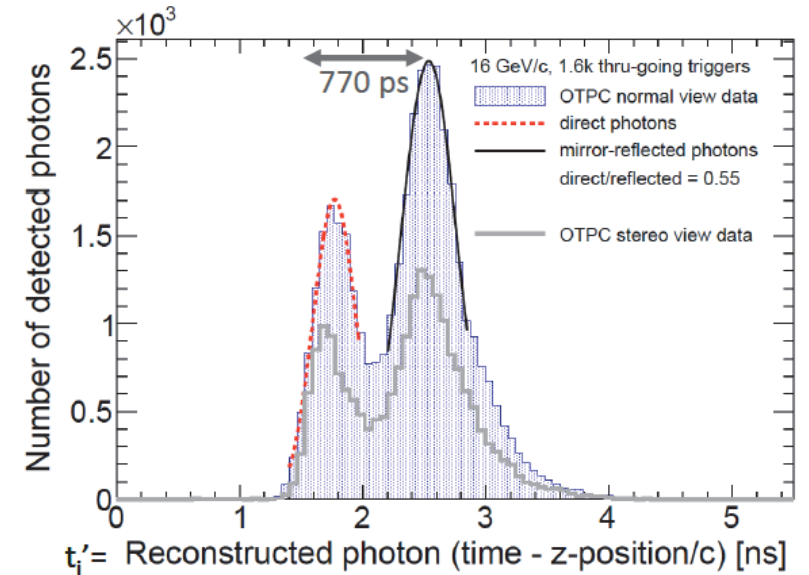 ×10³
2.5
2
1.5
1
0.5
0
Number of detected photons
770 ps
16 GeV/c, 1.6k thru-going triggers
OTPC normal view data
direct photons
mirror-reflected photons
direct/reflected = 0.55
OTPC stereo view data
0 1 2 3 4 5
tᵢ'= Reconstructed photon (time - z-position/c) [ns]